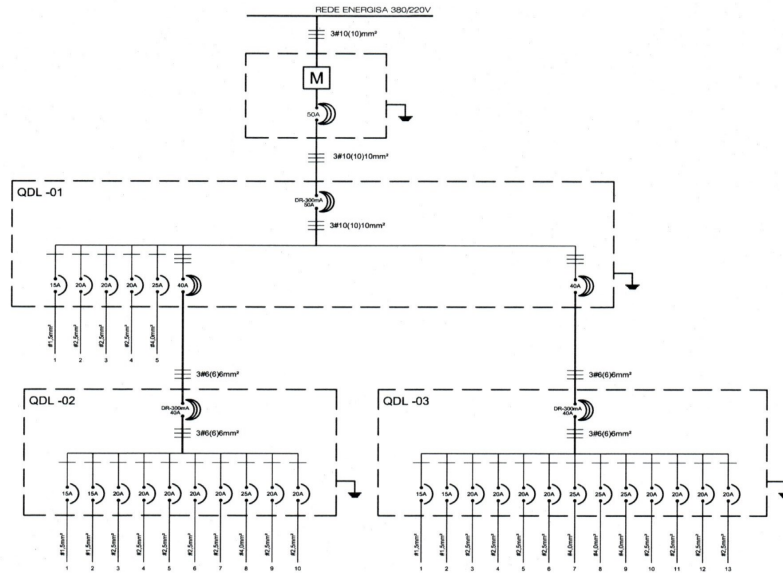 REDE ENERGISA 380/220V
3#10(10)mm²
M
50A
3#10(10)10mm²
QDL -01
DR-300mA
50A
3#10(10)10mm²
15A 20A 20A 20A 25A 40A 40A
#1,5mm² #2,5mm² #2,5mm² #2,5mm² #4,0mm²
1 2 3 4 5
3#6(6)6mm² 3#6(6)6mm²
QDL -02 QDL -03
DR-300mA DR-300mA
40A 40A
3#6(6)6mm² 3#6(6)6mm²
15A 15A 20A 20A 20A 20A 20A 25A 20A 20A 15A 15A 20A 20A 20A 20A 25A 25A 25A 20A 20A 20A 20A
#1,5mm² #1,5mm² #2,5mm² #2,5mm² #2,5mm² #2,5mm² #2,5mm² #4,0mm² #2,5mm² #2,5mm² #1,5mm² #1,5mm² #2,5mm² #2,5mm² #2,5mm² #2,5mm² #4,0mm² #4,0mm² #4,0mm² #2,5mm² #2,5mm² #2,5mm² #2,5mm²
1 2 3 4 5 6 7 8 9 10 1 2 3 4 5 6 7 8 9 10 11 12 13